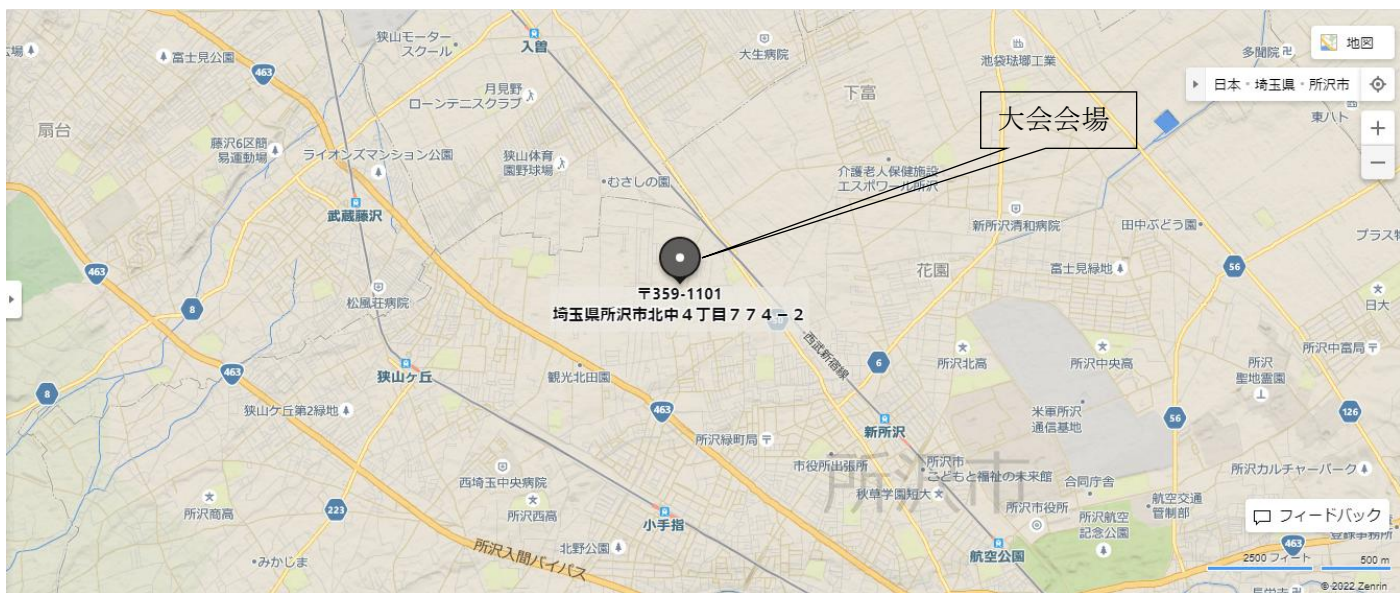 狭山モーター
スクール
入曽
大生病院
池袋琺瑯工業
多聞院
地図
富士見公園
463
月見野
ローンテニスクラブ
下富
大会会場
日本・埼玉県・所沢市
東ハト
扇台
藤沢6区簡
易運動場
ライオンズマンション公園
狭山体育
園野球場
むさしの園
介護老人保健施設
エスポワール所沢
武蔵藤沢
新所沢清和病院
田中ぶどう園
プラス物
463
8
松風荘病院
花園
富士見緑地
56
日大
〒359-1101
埼玉県所沢市北中4丁目774-2
西武新宿線
狭山ヶ丘
463
観光北田園
6
所沢北高
所沢中央高
所沢
聖地霊園
所沢中富局
8
狭山ケ丘第2緑地
463
所沢緑町局
新所沢
米軍所沢
通信基地
56
126
西埼玉中央病院
市役所出張所
所沢市
こどもと福祉の未来館
所沢カルチャーパーク
所沢市
所沢商高
223
所沢西高
小手指
秋草学園短大
所沢市役所
合同庁舎
所沢航空
記念公園
航空交通
管制部
フィードバック
みかじま
所沢入間バイパス
北野公園
航空公園
463
登録事務所
2500 フィート
500 m
© 2022 Zenrin